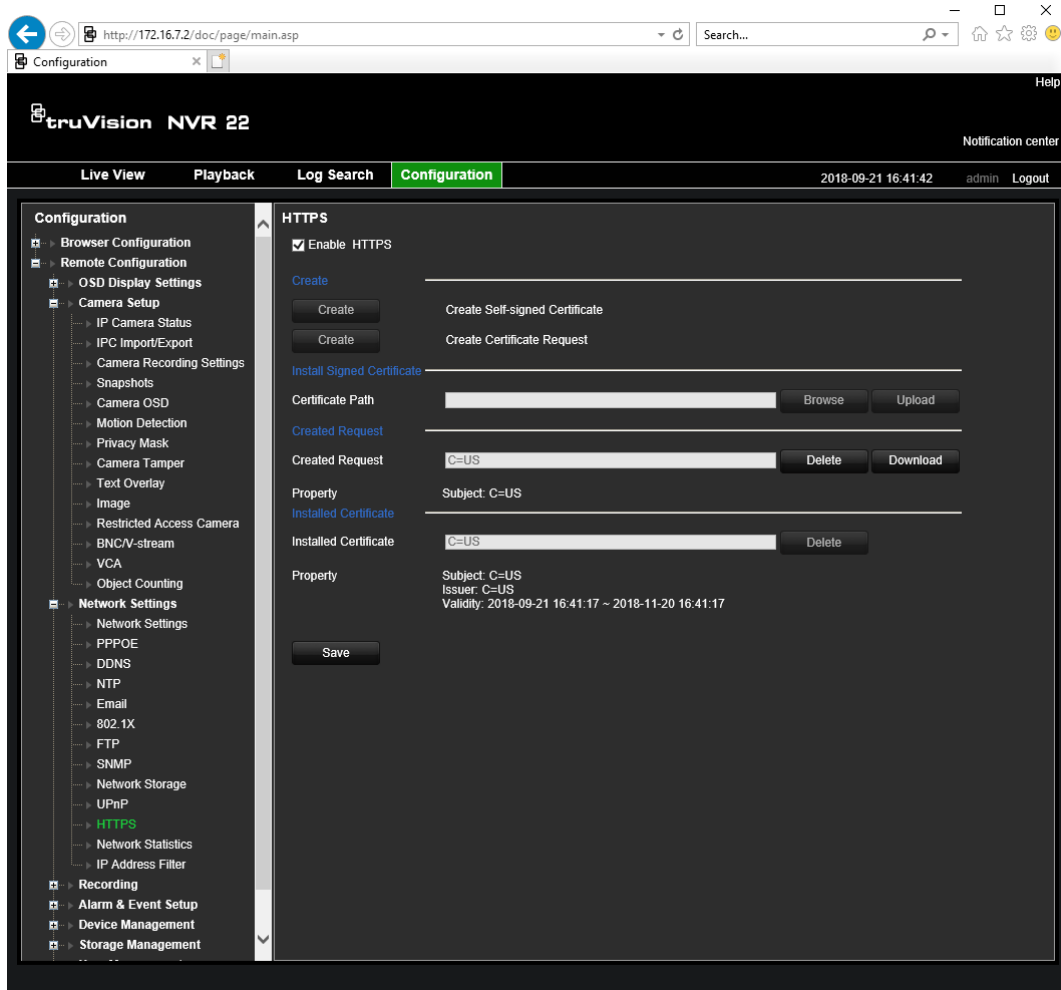 http://172.16.7.2/doc/page/main.asp
Search...
Configuration
Help
truVision NVR 22
Notification center
Live View Playback Log Search Configuration 2018-09-21 16:41:42 admin Logout
Configuration
Browser Configuration
Remote Configuration
OSD Display Settings
Camera Setup
IP Camera Status
IPC Import/Export
Camera Recording Settings
Snapshots
Camera OSD
Motion Detection
Privacy Mask
Camera Tamper
Text Overlay
Image
Restricted Access Camera
BNC/V-stream
VCA
Object Counting
Network Settings
Network Settings
PPPOE
DDNS
NTP
Email
802.1X
FTP
SNMP
Network Storage
UPnP
HTTPS
Network Statistics
IP Address Filter
Recording
Alarm & Event Setup
Device Management
Storage Management
HTTPS
Enable HTTPS
Create
Create Create Self-signed Certificate
Create Create Certificate Request
Install Signed Certificate
Certificate Path Browse Upload
Created Request
Created Request C=US Delete Download
Property Subject: C=US
Installed Certificate
Installed Certificate C=US Delete
Property Subject: C=US
Issuer: C=US
Validity: 2018-09-21 16:41:17 ~ 2018-11-20 16:41:17
Save